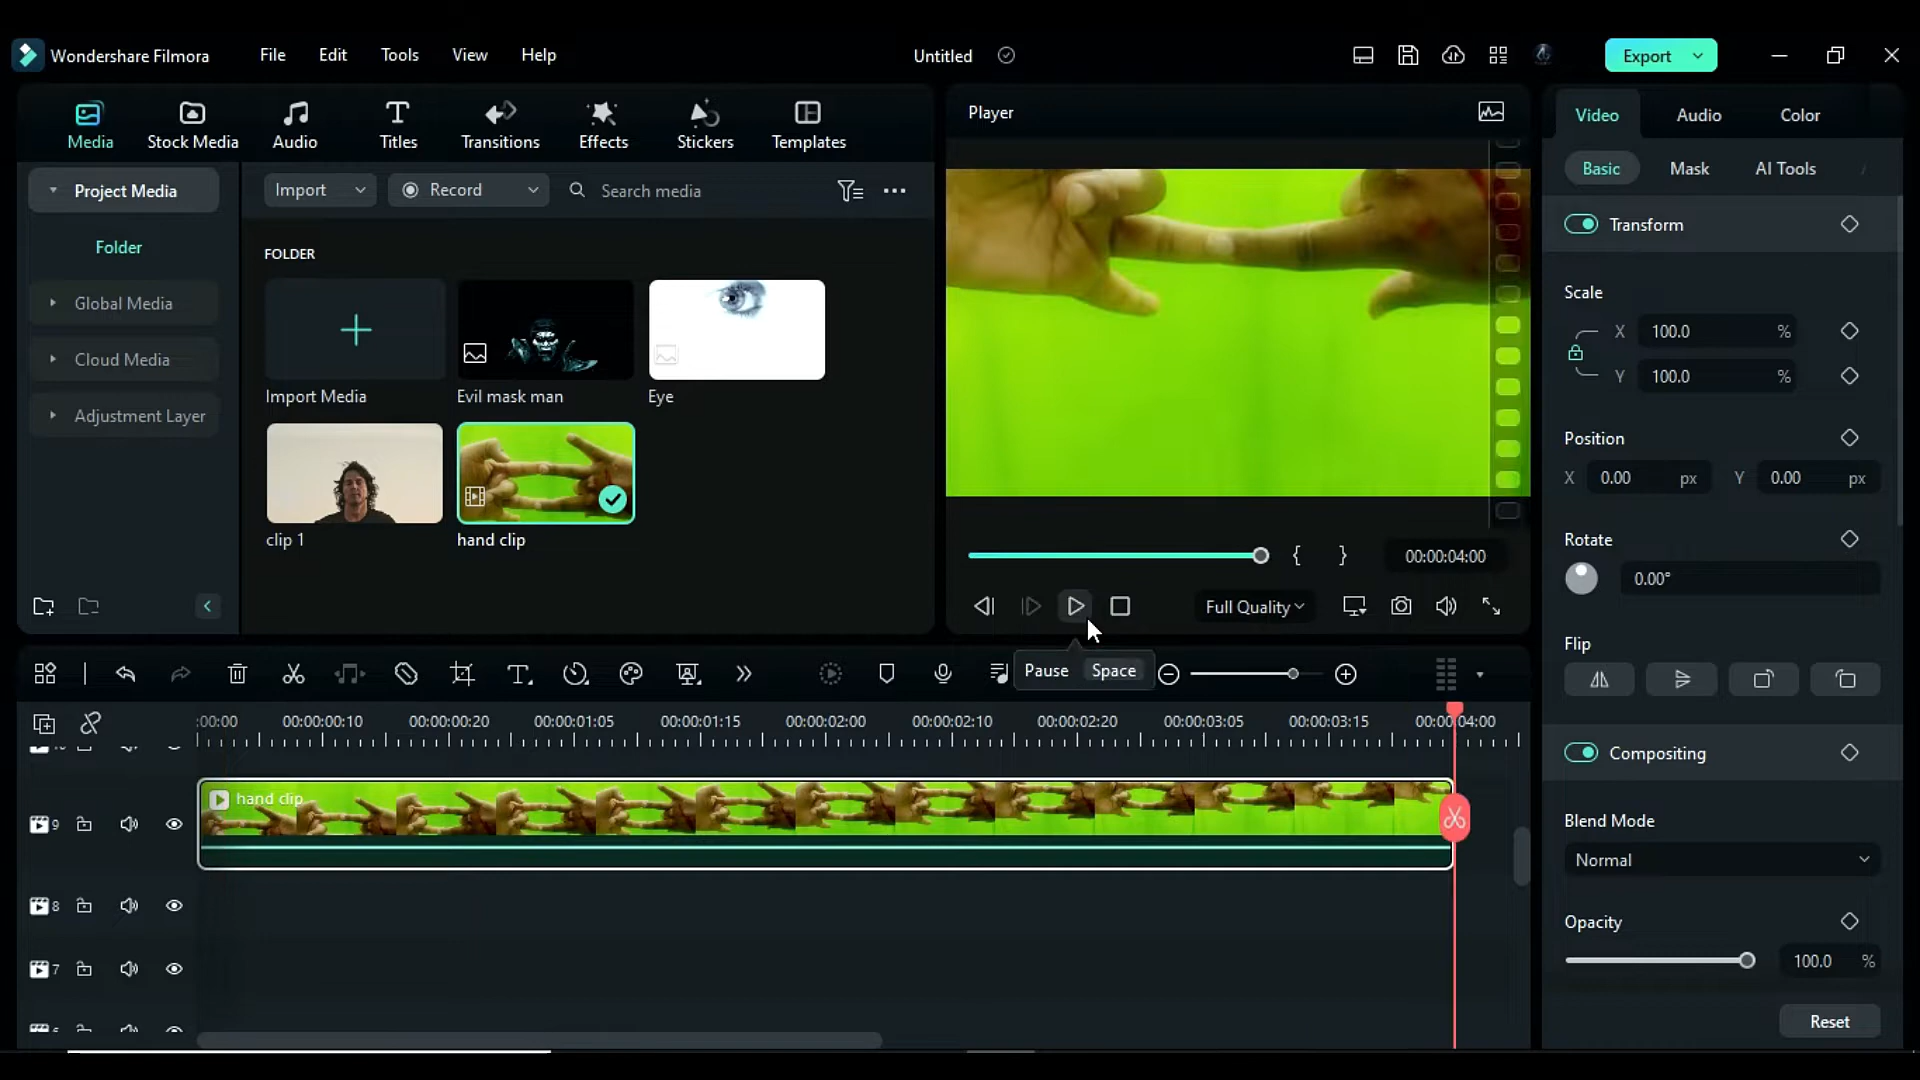 Wondershare Filmora
File Edit Tools View Help
Untitled
Export
Media
Stock Media
Audio
Titles
Transitions
Effects
Stickers
Templates
Project Media
Folder
Global Media
Cloud Media
Adjustment Layer
Import
Record
Search media
FOLDER
Import Media
Evil mask man
Eye
clip 1
hand clip
Player
00:00:04:00
Full Quality
Pause Space
Video Audio Color
Basic Mask AI Tools
Transform
Scale
X 100.0 %
Y 100.0 %
Position
X 0.00 px Y 0.00 px
Rotate
0.00°
Flip
Compositing
Blend Mode
Normal
Opacity
100.0 %
Reset
:00:00 00:00:00:10 00:00:00:20 00:00:01:05 00:00:01:15 00:00:02:00 00:00:02:10 00:00:02:20 00:00:03:05 00:00:03:15 00:00:04:00
hand clip
9
8
7